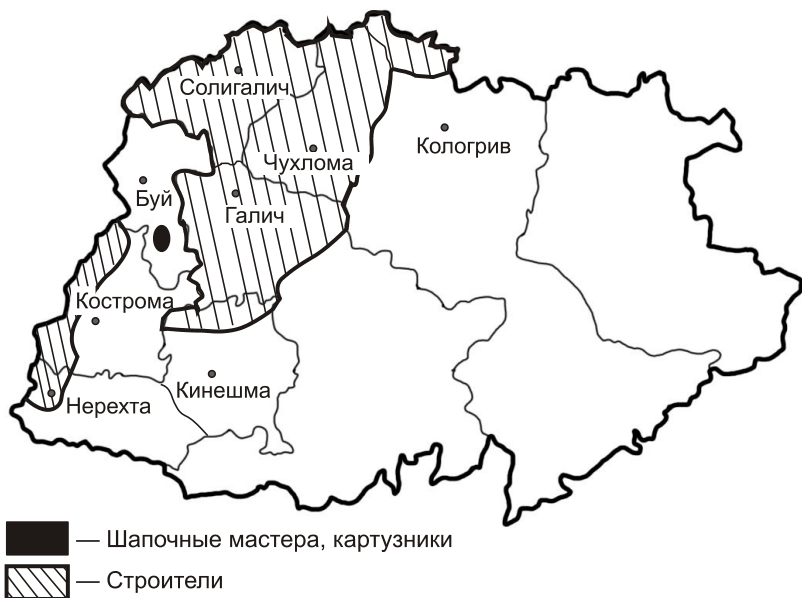 Солигалич
Чухлома
Кологрив
Буй
Галич
Кострома
Кинешма
Нерехта
— Шапочные мастера, картузники
— Строители